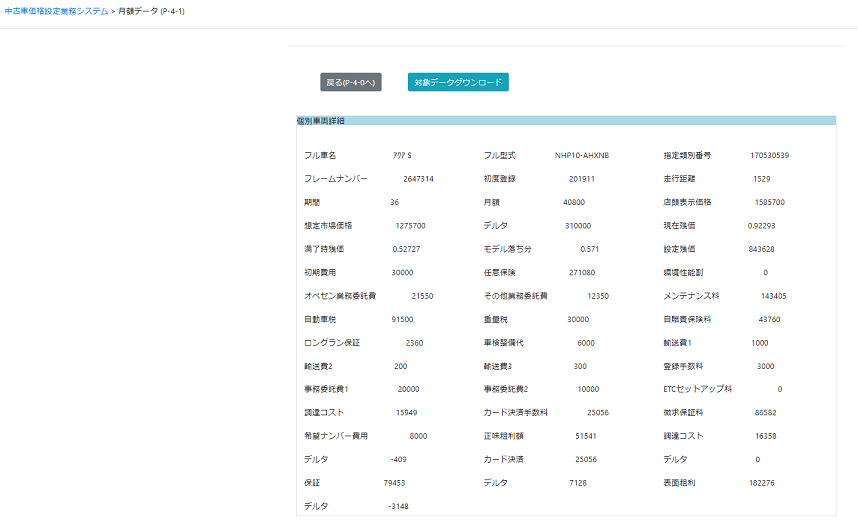 中古車価格設定業務システム > 月額データ (P-4-1)
戻る(P-4-0へ) 対象データダウンロード
個別車両詳細
フル車名 ｱｸｱ S フル型式 NHP10-AHXNB 指定類別番号 170530539
フレームナンバー 2647314 初度登録 201911 走行距離 1529
期間 36 月額 40800 店頭表示価格 1585700
想定市場価格 1275700 デルタ 310000 現在残価 0.92293
満了時残価 0.52727 モデル落ち分 0.571 設定残価 843628
初期費用 30000 任意保険 271080 環境性能割 0
オペセン業務委託費 21550 その他業務委託費 12350 メンテナンス料 143405
自動車税 91500 重量税 30000 自賠責保険料 43760
ロングラン保証 2360 車検整備代 6000 輸送費1 1000
輸送費2 200 輸送費3 300 登録手数料 3000
事務委託費1 20000 事務委託費2 10000 ETCセットアップ料 0
調達コスト 15949 カード決済手数料 25056 徴求保証料 86582
希望ナンバー費用 8000 正味粗利額 51541 調達コスト 16358
デルタ -409 カード決済 25056 デルタ 0
保証 79453 デルタ 7128 表面粗利 182276
デルタ -3148